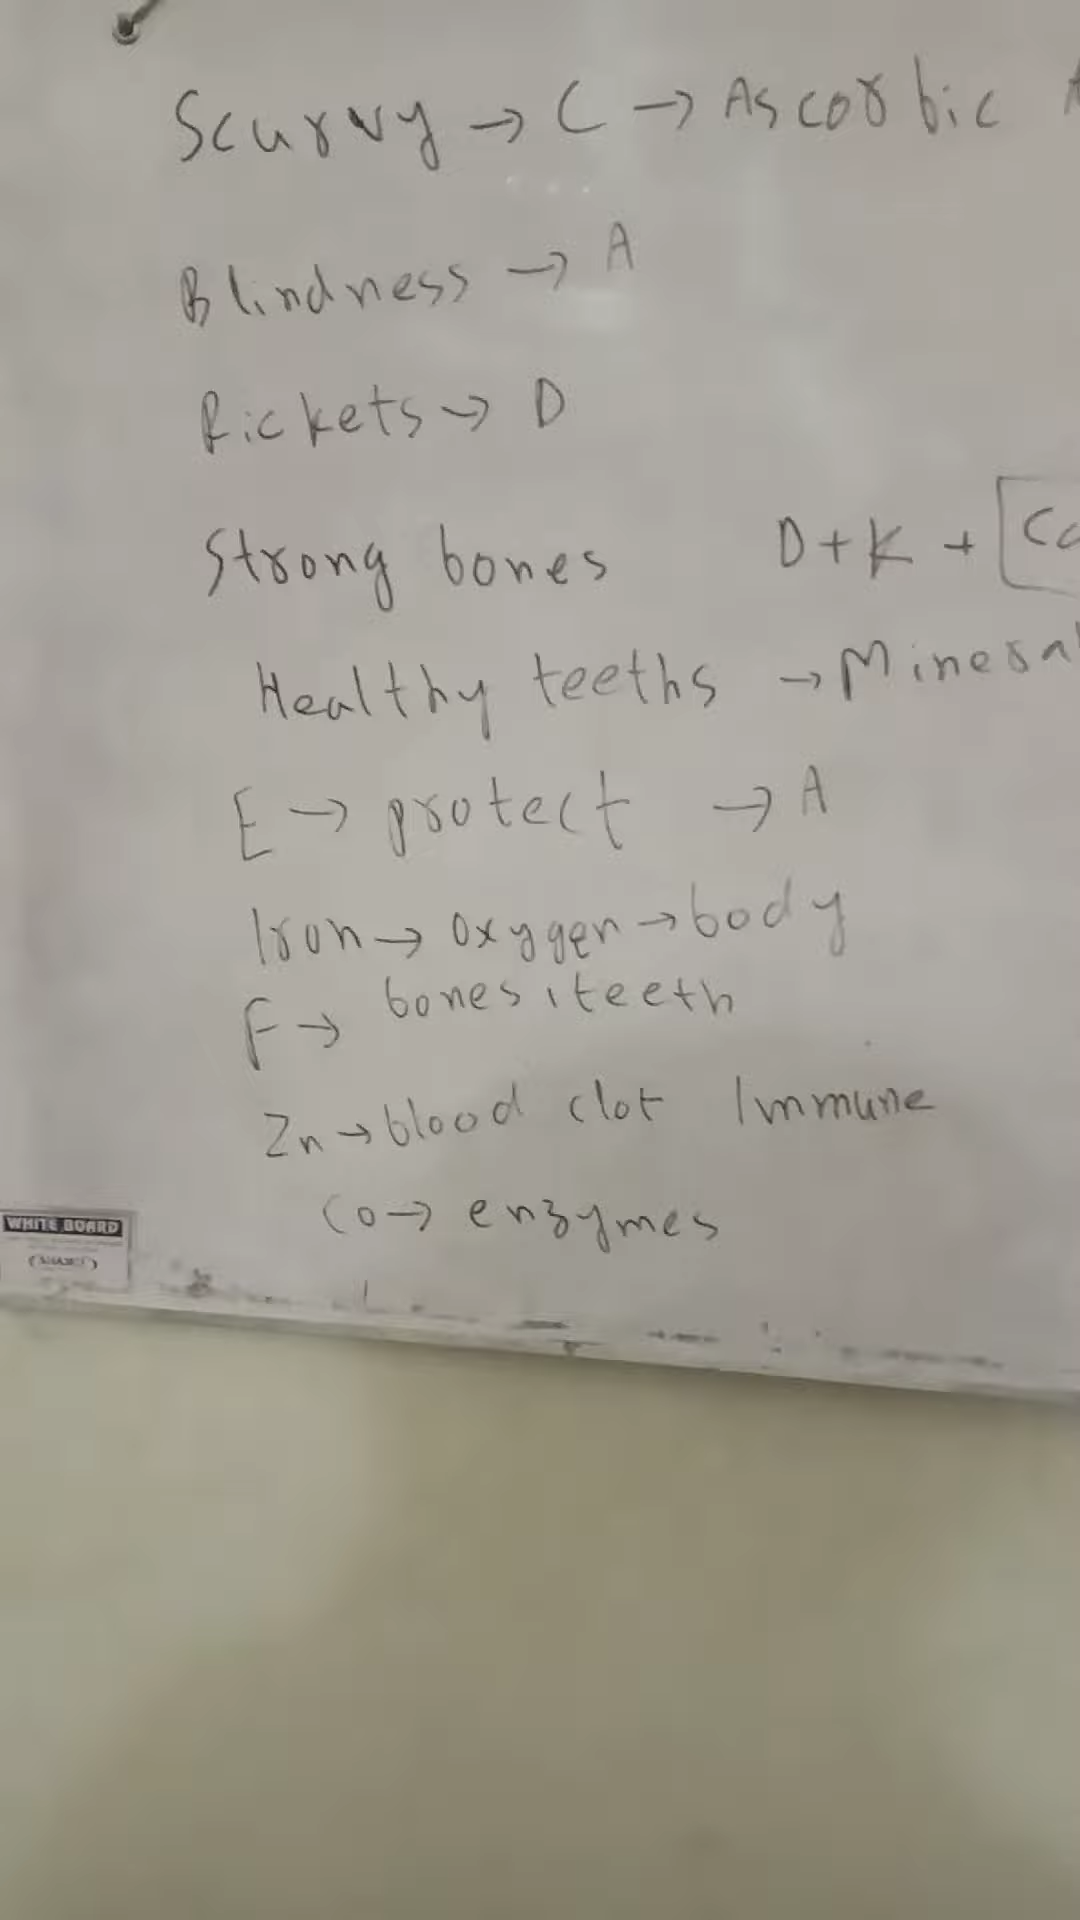 Scurvy → C → Ascorbic A
Blindness → A
Rickets → D
Strong bones D + K + Ca
Healthy teeths → Mineral
E → protect → A
Iron → Oxygen → body
F → bones, teeth
Zn → blood clot Immune
Co → enzymes
WHITE BOARD